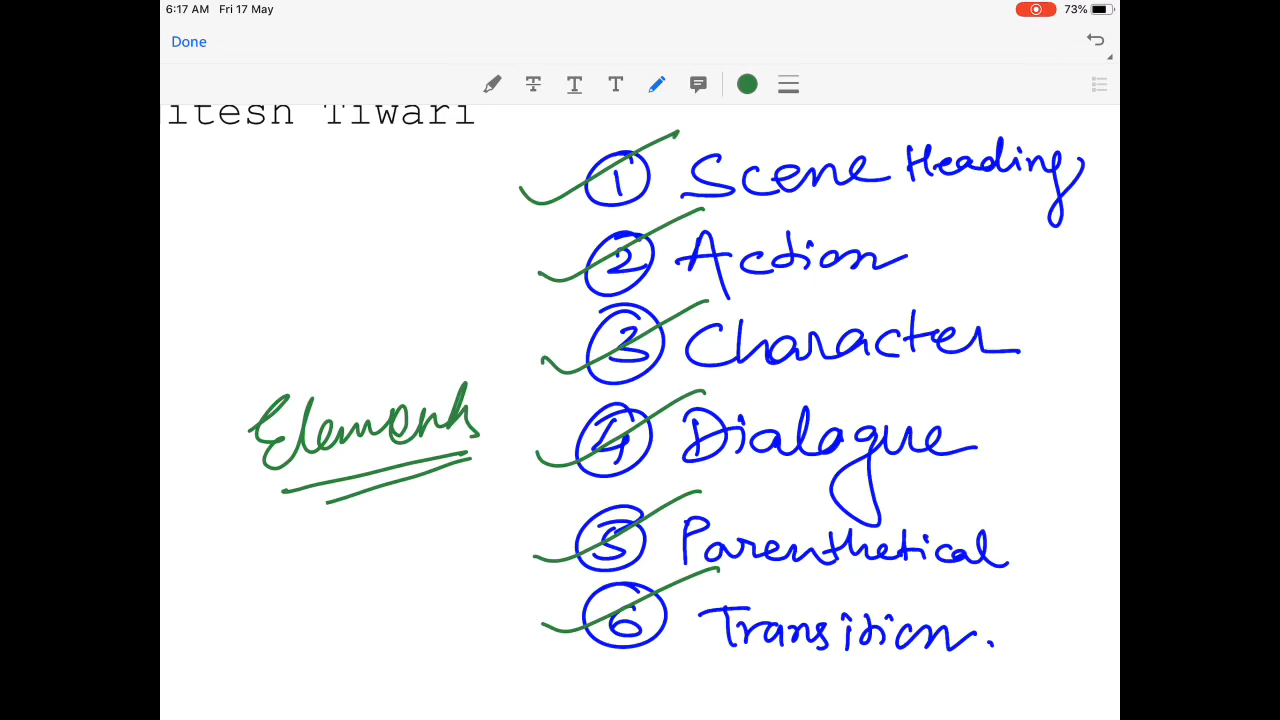 6:17 AM Fri 17 May
73%
Done
itesh Tiwari
1 Scene Heading
2 Action
3 Character
4 Dialogue
Elements
5 Parenthetical
6 Transition.